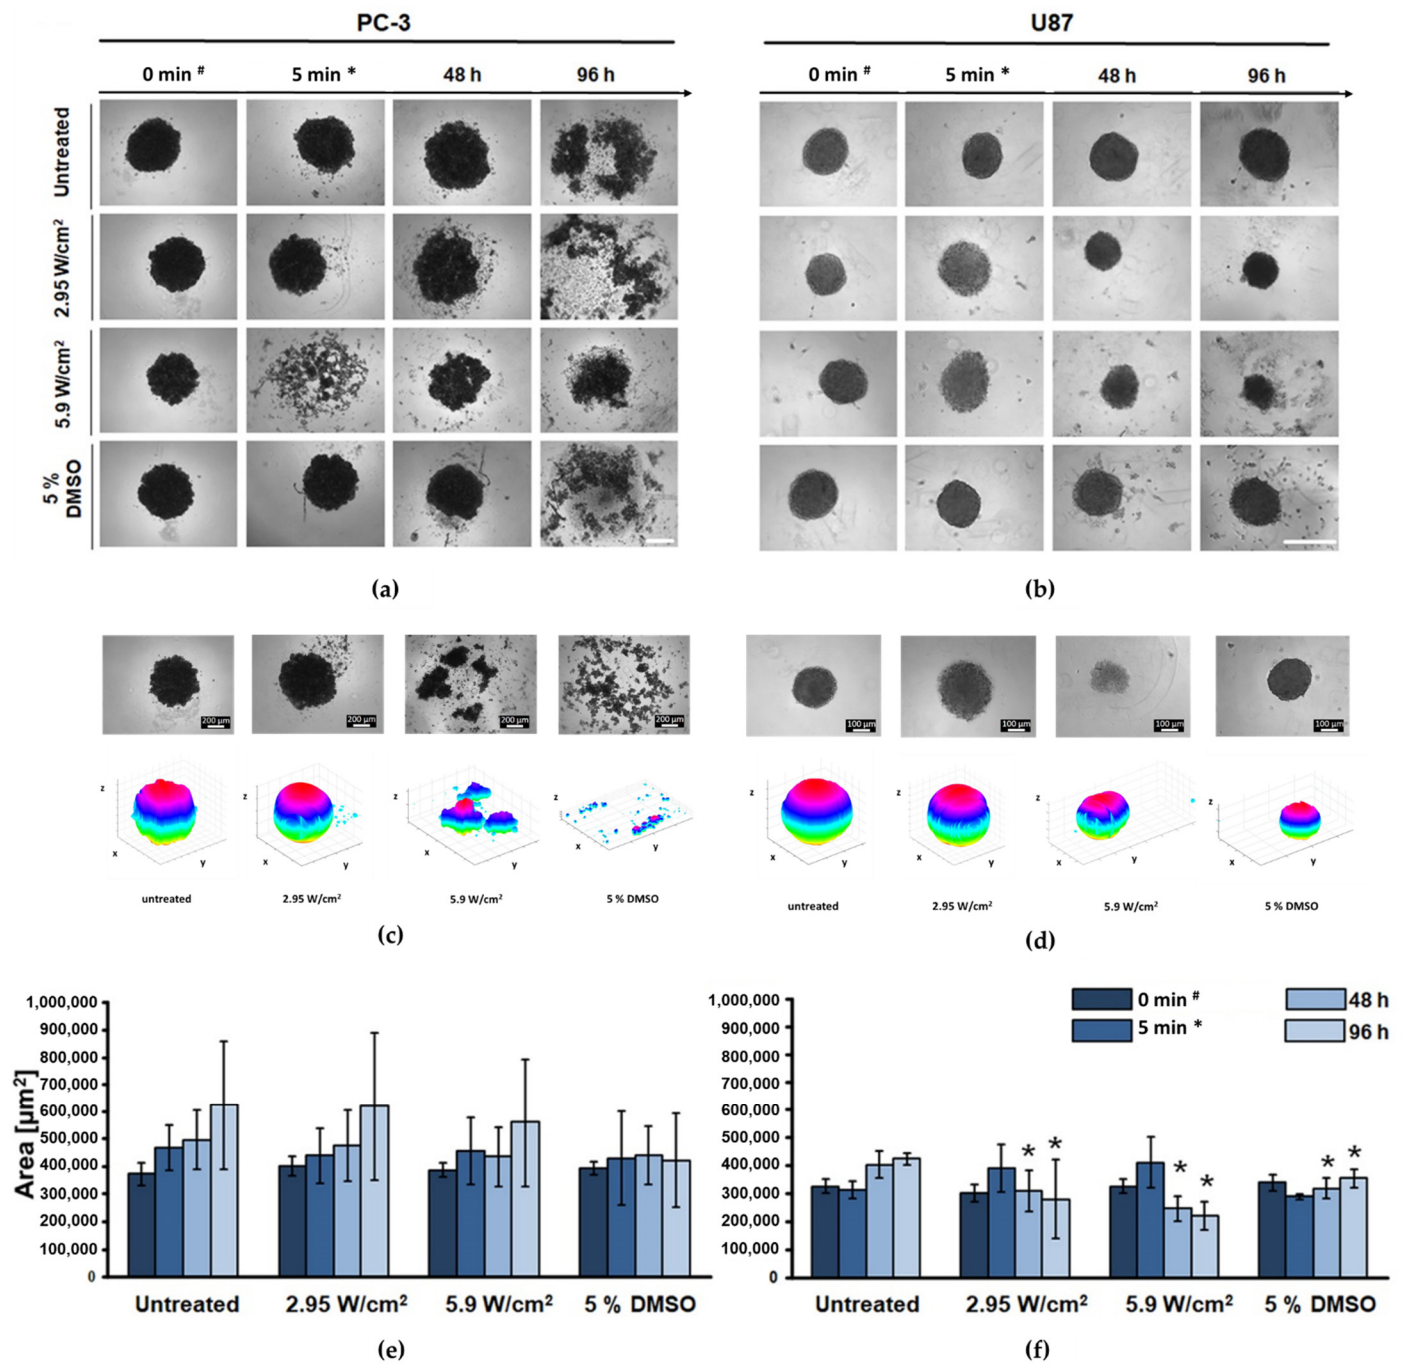 PC-3
0 min # 5 min * 48 h 96 h
Untreated
2.95 W/cm²
5.9 W/cm²
5 %
DMSO
(a)
U87
0 min # 5 min * 48 h 96 h
(b)
200 µm 200 µm 200 µm 200 µm
z z z z
x y x y x y x y
untreated 2.95 W/cm² 5.9 W/cm² 5 % DMSO
(c)
100 µm 100 µm 100 µm 100 µm
z z z z
x y x y x y x y
untreated 2.95 W/cm² 5.9 W/cm² 5 % DMSO
(d)
Area [µm²]
1,000,000
900,000
800,000
700,000
600,000
500,000
400,000
300,000
200,000
100,000
0
Untreated 2.95 W/cm² 5.9 W/cm² 5 % DMSO
(e)
0 min # 48 h
5 min * 96 h
1,000,000
900,000
800,000
700,000
600,000
500,000
400,000
300,000
200,000
100,000
0
* * * * * *
Untreated 2.95 W/cm² 5.9 W/cm² 5 % DMSO
(f)